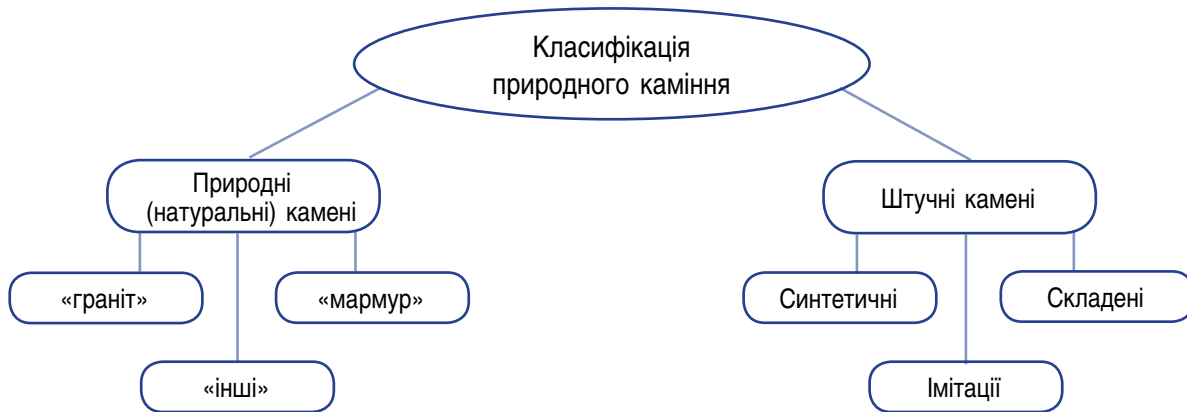 Класифікація
природного каміння
Природні
(натуральні) камені
Штучні камені
«граніт»
«мармур»
Синтетичні
Складені
«інші»
Імітації